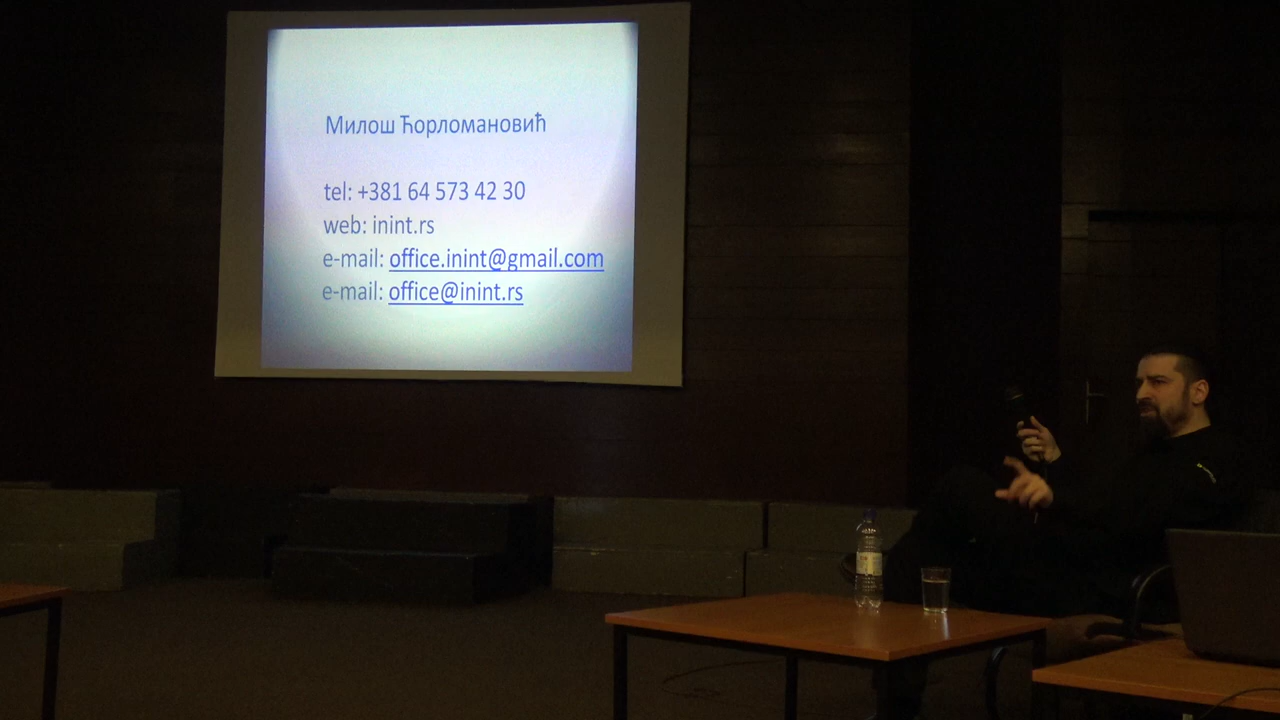 Милош Ћорломановић
tel: +381 64 573 42 30
web: inint.rs
e-mail: office.inint@gmail.com
e-mail: office@inint.rs